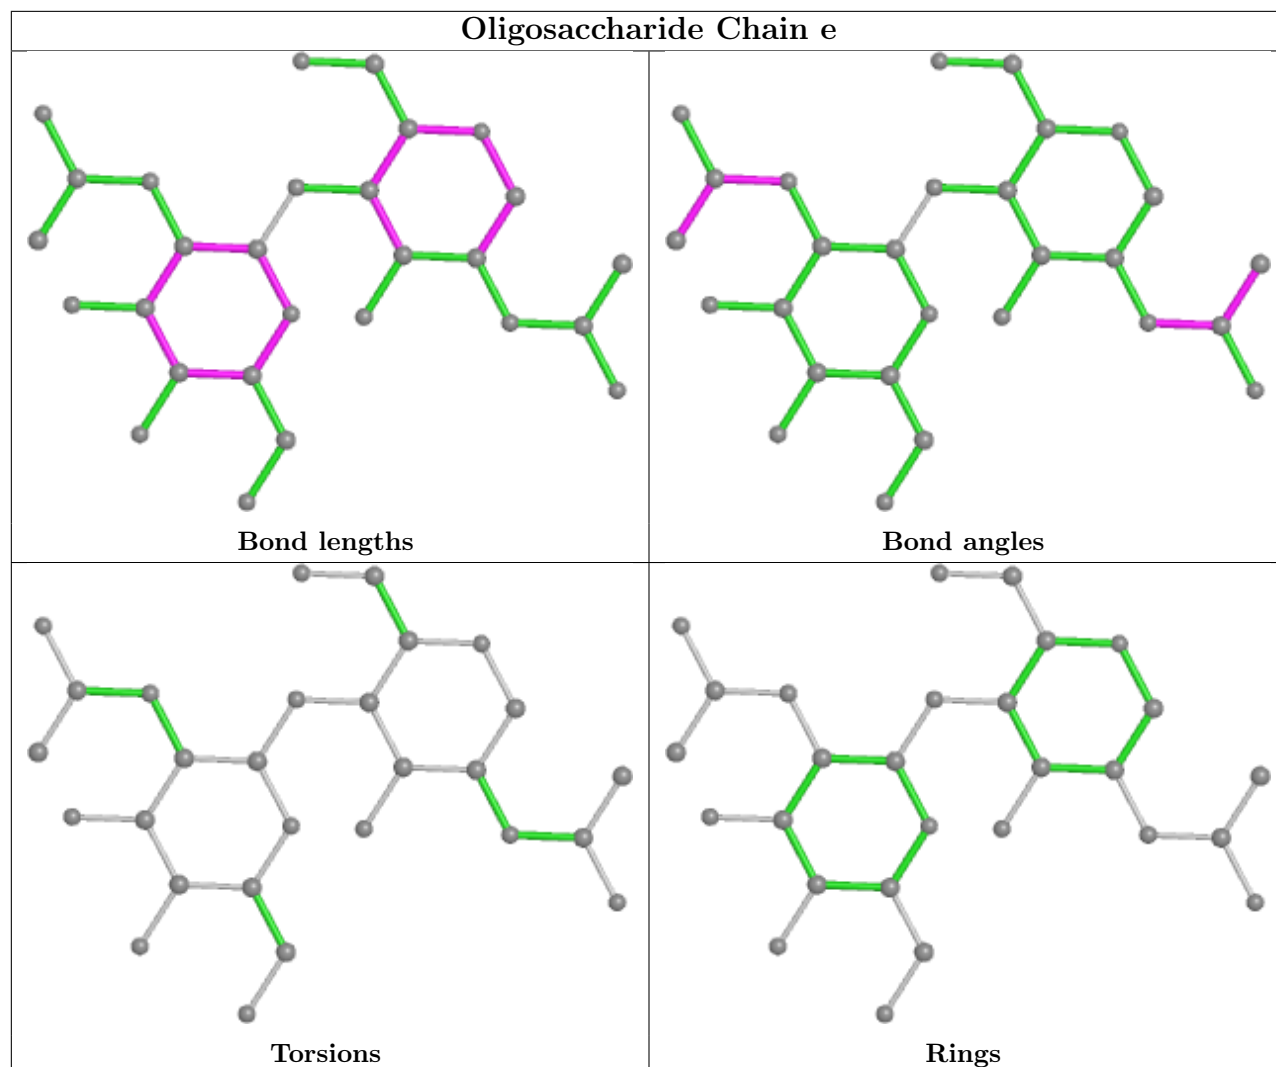 Oligosaccharide Chain e
Bond lengths
Bond angles
Torsions
Rings